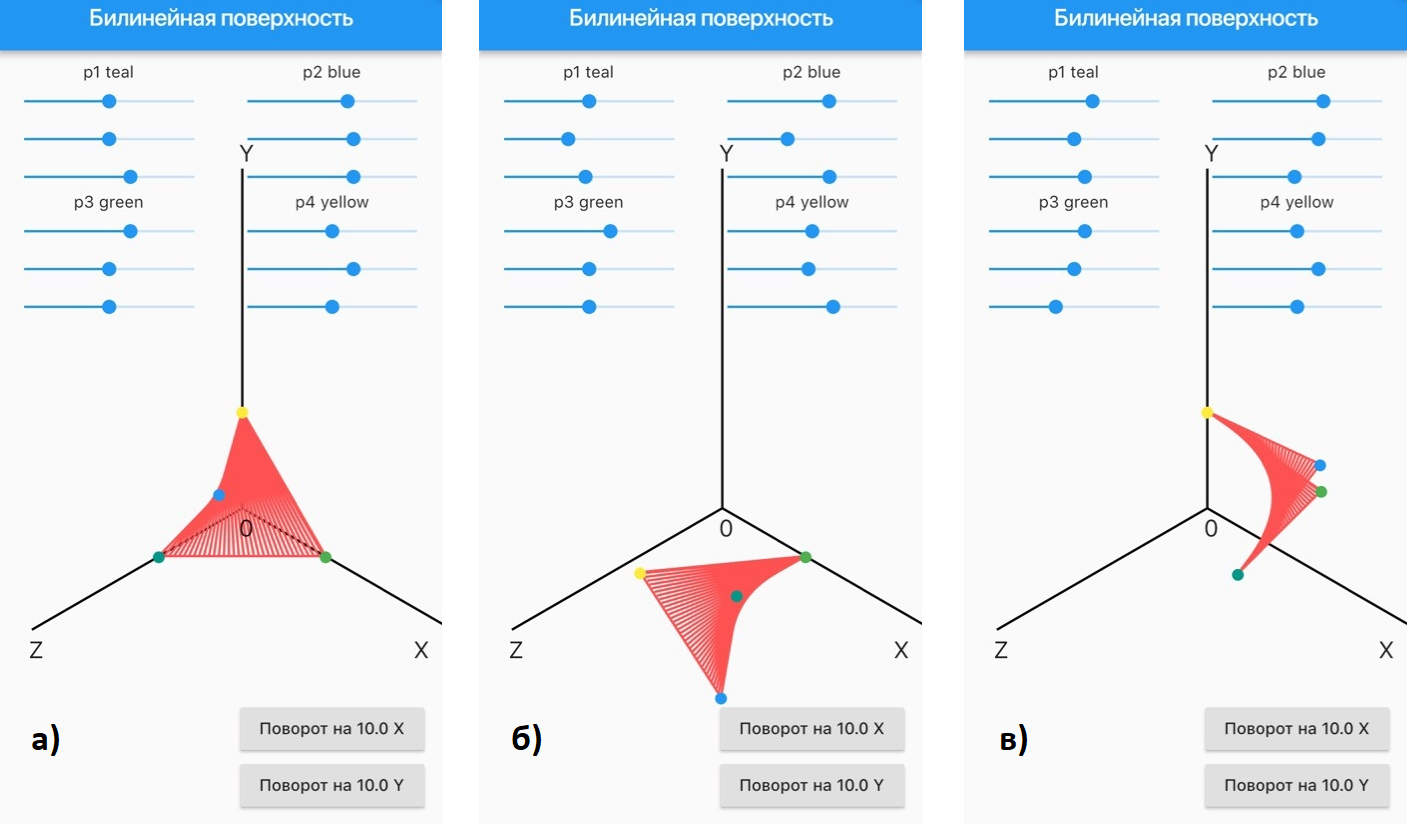 Билинейная поверхность
p1 teal
p2 blue
Y
p3 green
p4 yellow
0
Z
X
а)
Поворот на 10.0 X
Поворот на 10.0 Y
Билинейная поверхность
p1 teal
p2 blue
Y
p3 green
p4 yellow
0
Z
X
б)
Поворот на 10.0 X
Поворот на 10.0 Y
Билинейная поверхность
p1 teal
p2 blue
Y
p3 green
p4 yellow
0
Z
X
в)
Поворот на 10.0 X
Поворот на 10.0 Y